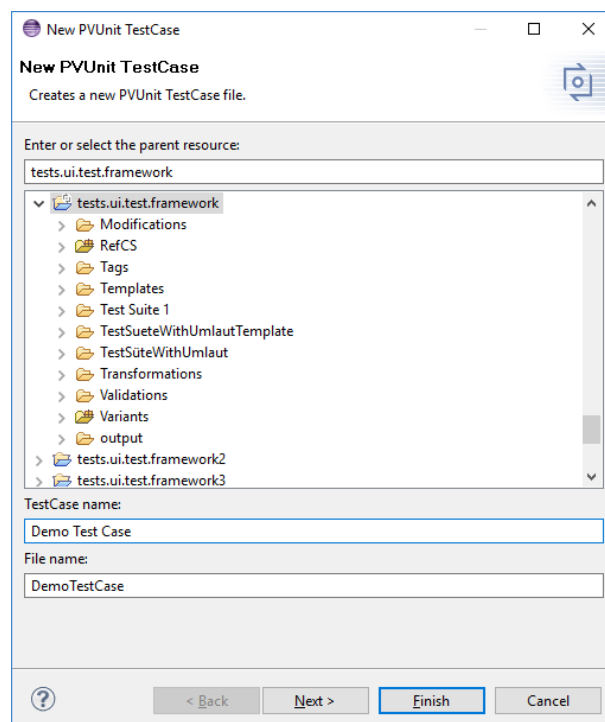 New PVUnit TestCase
New PVUnit TestCase
Creates a new PVUnit TestCase file.
Enter or select the parent resource:
tests.ui.test.framework
tests.ui.test.framework
Modifications
RefCS
Tags
Templates
Test Suite 1
TestSueteWithUmlautTemplate
TestSüteWithUmlaut
Transformations
Validations
Variants
output
tests.ui.test.framework2
tests.ui.test.framework3
TestCase name:
Demo Test Case
File name:
DemoTestCase
? < Back Next > Finish Cancel